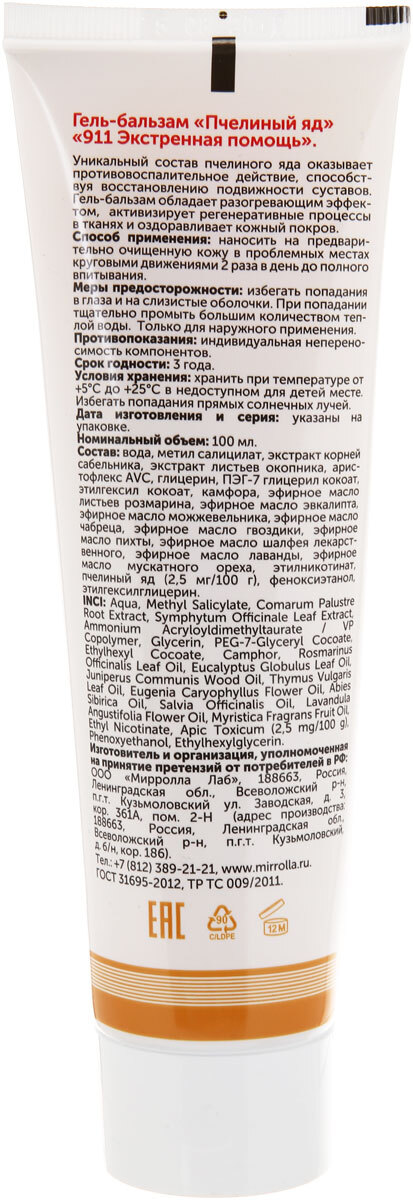 Гель-бальзам «Пчелиный яд»
«911 Экстренная помощь».
Уникальный состав пчелиного яда оказывает
противовоспалительное действие, способст-
вуя восстановлению подвижности суставов.
Гель-бальзам обладает разогревающим эффек-
том, активизирует регенеративные процессы
в тканях и оздоравливает кожный покров.
Способ применения: наносить на предвари-
тельно очищенную кожу в проблемных местах
круговыми движениями 2 раза в день до полного
впитывания.
Меры предосторожности: избегать попадания
в глаза и на слизистые оболочки. При попадании
тщательно промыть большим количеством теп-
лой воды. Только для наружного применения.
Противопоказания: индивидуальная неперено-
симость компонентов.
Срок годности: 3 года.
Условия хранения: хранить при температуре от
+5°С до +25°С в недоступном для детей месте.
Избегать попадания прямых солнечных лучей.
Дата изготовления и серия: указаны на
упаковке.
Номинальный объем: 100 мл.
Состав: вода, метил салицилат, экстракт корней
сабельника, экстракт листьев окопника, арис-
тофлекс AVC, глицерин, ПЭГ-7 глицерил кокоат,
этилгексил кокоат, камфора, эфирное масло
листьев розмарина, эфирное масло эвкалипта,
эфирное масло можжевельника, эфирное масло
чабреца, эфирное масло гвоздики, эфирное
масло пихты, эфирное масло шалфея лекарст-
венного, эфирное масло лаванды, эфирное
масло мускатного ореха, этилникотинат,
пчелиный яд (2,5 мг/100 г), феноксиэтанол,
этилгексилглицерин.
INCI: Aqua, Methyl Salicylate, Comarum Palustre
Root Extract, Symphytum Officinale Leaf Extract,
Ammonium Acryloyldimethyltaurate / VP
Copolymer, Glycerin, PEG-7-Glyceryl Cocoate,
Ethylhexyl Cocoate, Camphor, Rosmarinus
Officinalis Leaf Oil, Eucalyptus Globulus Leaf Oil,
Juniperus Communis Wood Oil, Thymus Vulgaris
Leaf Oil, Eugenia Caryophyllus Flower Oil, Abies
Sibirica Oil, Salvia Officinalis Oil, Lavandula
Angustifolia Flower Oil, Myristica Fragrans Fruit Oil,
Ethyl Nicotinate, Apic Toxicum (2,5 mg/100 g),
Phenoxyethanol, Ethylhexylglycerin.
Изготовитель и организация, уполномоченная
на принятие претензий от потребителей в РФ:
ООО «Мирролла Лаб», 188663, Россия,
Ленинградская обл., Всеволожский р-н,
п.г.т. Кузьмоловский ул. Заводская, д. 3,
кор. 361А, пом. 2-Н (адрес производства:
188663, Россия, Ленинградская обл.,
Всеволожский р-н, п.г.т. Кузьмоловский,
д. б/н, кор. 186).
Тел.: +7 (812) 389-21-21, www.mirrolla.ru.
ГОСТ 31695-2012, ТР ТС 009/2011.
EAC
90
C/LDPE
12 M